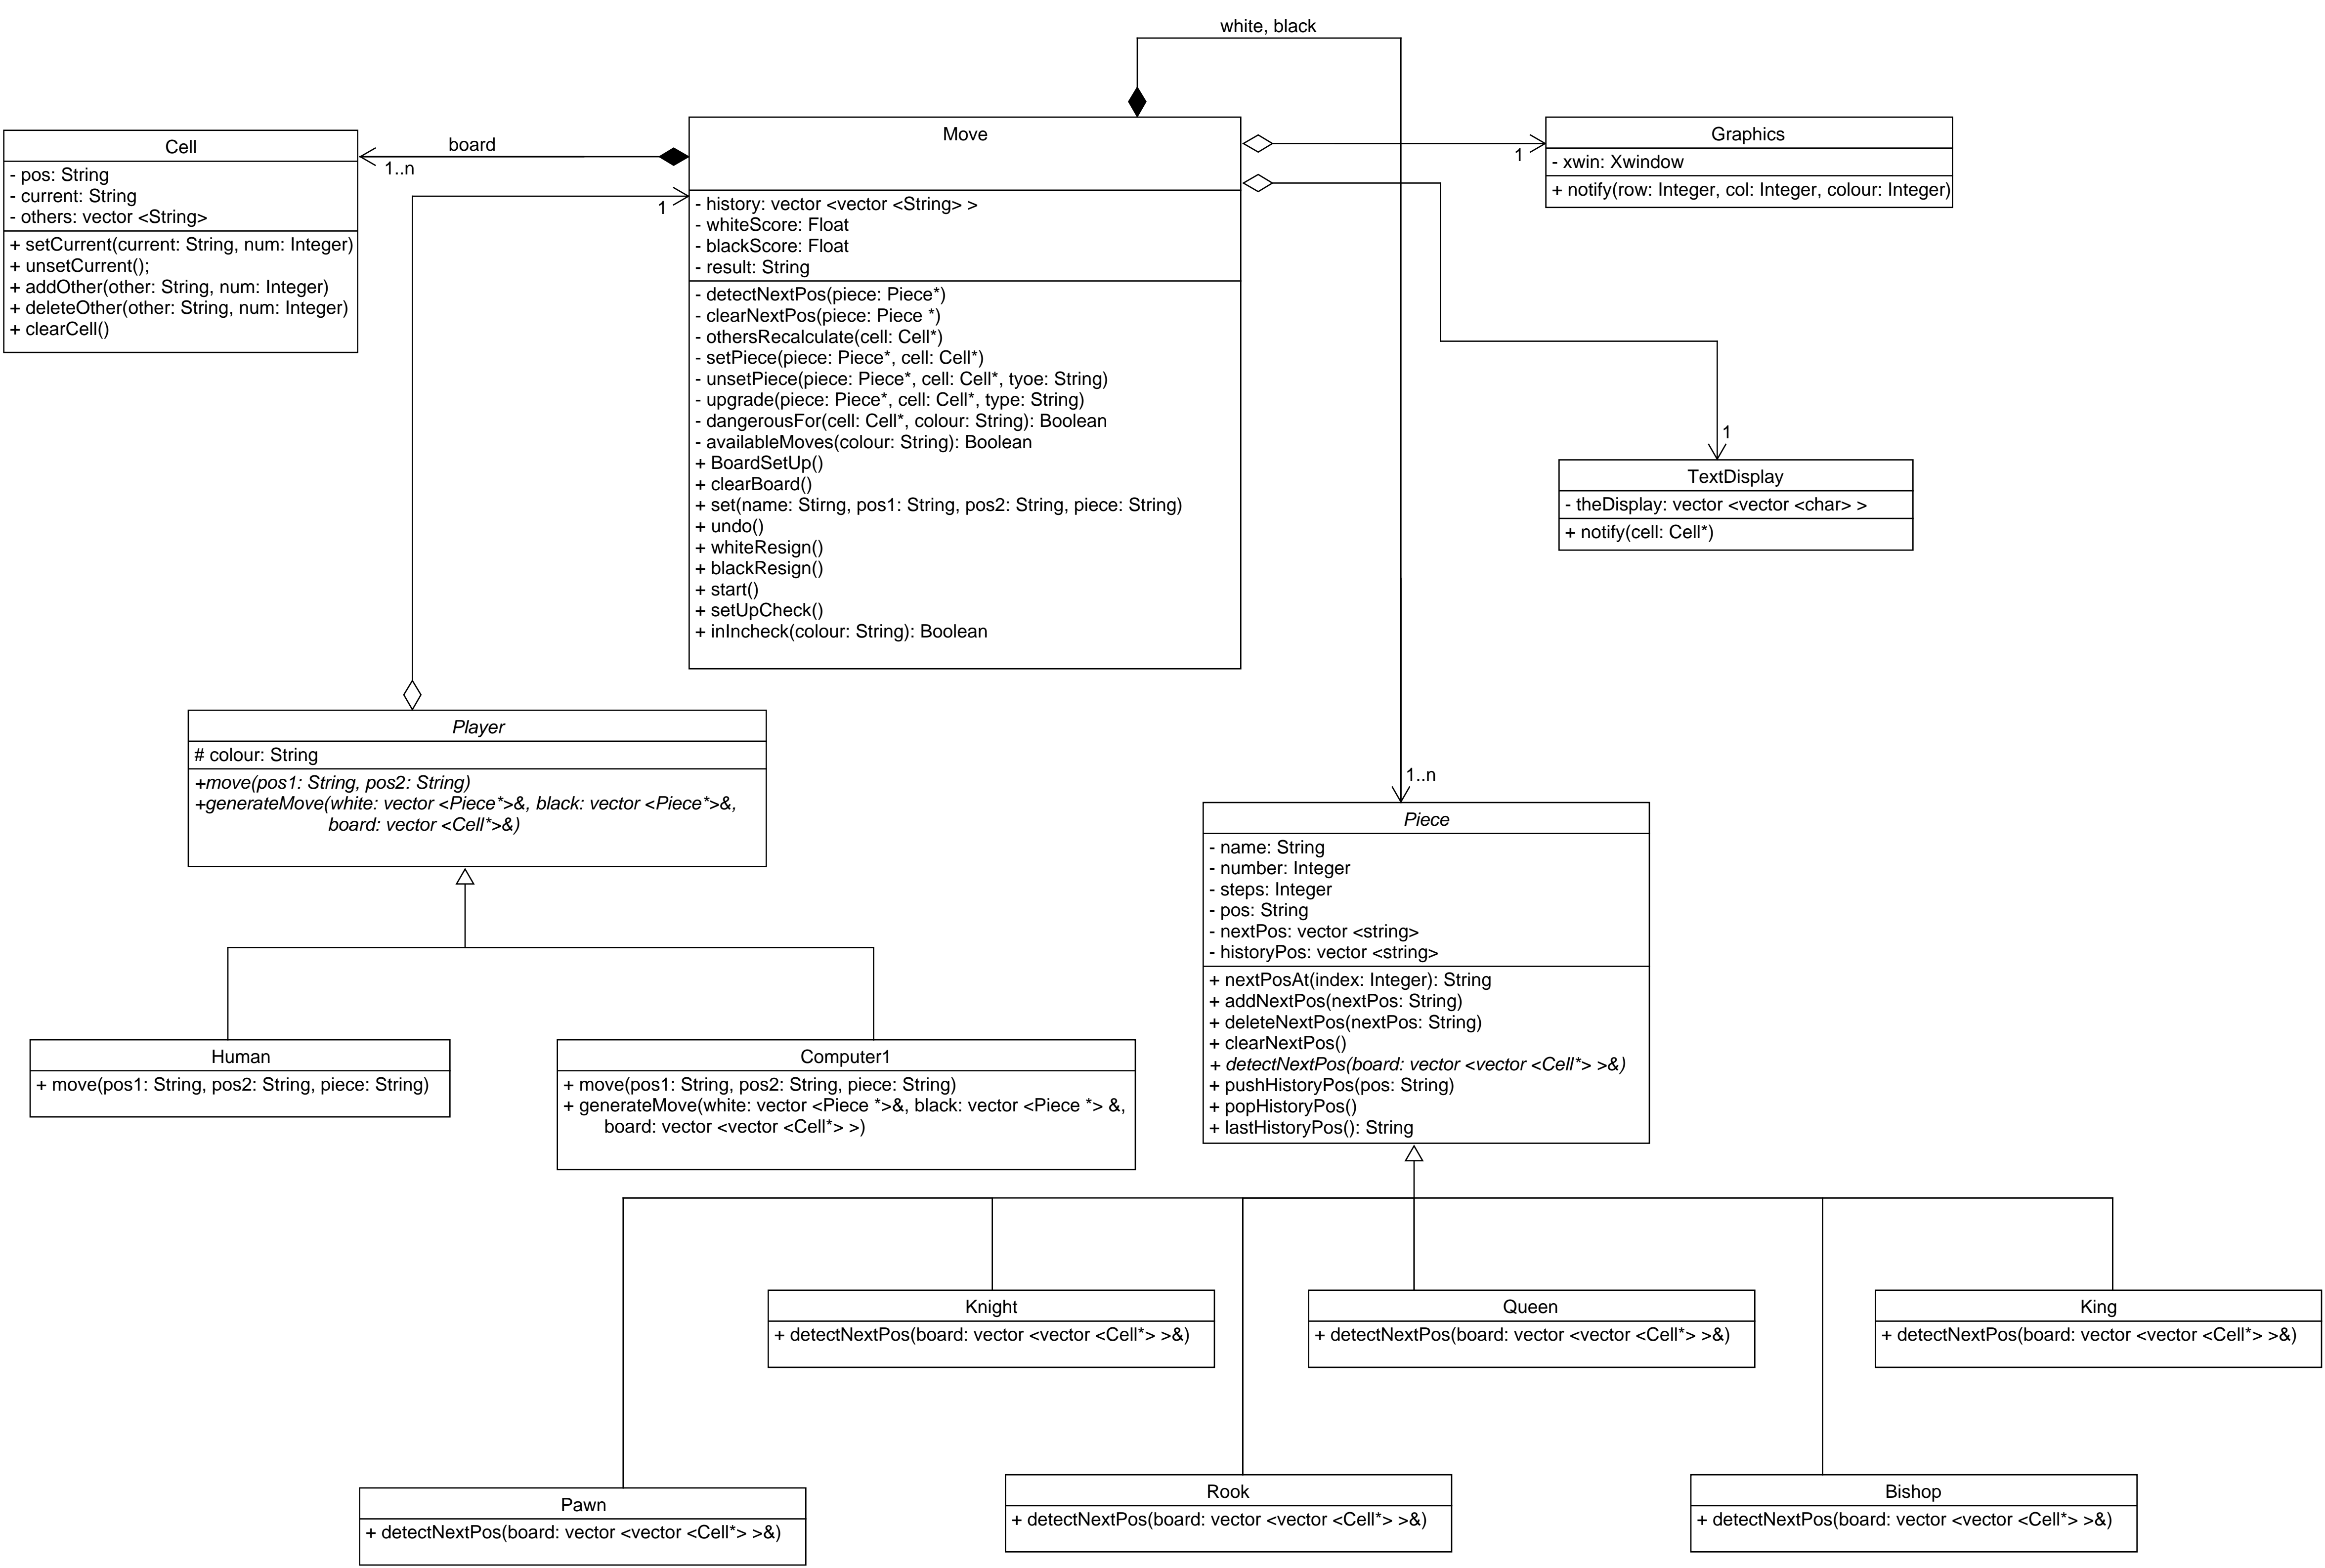 white, black
Cell
- pos: String
- current: String
- others: vector <String>
+ setCurrent(current: String, num: Integer)
+ unsetCurrent();
+ addOther(other: String, num: Integer)
+ deleteOther(other: String, num: Integer)
+ clearCell()
board
1..n
1
Move
- history: vector <vector <String> >
- whiteScore: Float
- blackScore: Float
- result: String
- detectNextPos(piece: Piece*)
- clearNextPos(piece: Piece *)
- othersRecalculate(cell: Cell*)
- setPiece(piece: Piece*, cell: Cell*)
- unsetPiece(piece: Piece*, cell: Cell*, tyoe: String)
- upgrade(piece: Piece*, cell: Cell*, type: String)
- dangerousFor(cell: Cell*, colour: String): Boolean
- availableMoves(colour: String): Boolean
+ BoardSetUp()
+ clearBoard()
+ set(name: Stirng, pos1: String, pos2: String, piece: String)
+ undo()
+ whiteResign()
+ blackResign()
+ start()
+ setUpCheck()
+ inIncheck(colour: String): Boolean
1
Graphics
- xwin: Xwindow
+ notify(row: Integer, col: Integer, colour: Integer)
1
TextDisplay
- theDisplay: vector <vector <char> >
+ notify(cell: Cell*)
Player
# colour: String
+move(pos1: String, pos2: String)
+generateMove(white: vector <Piece*>&, black: vector <Piece*>&,
board: vector <Cell*>&)
1..n
Piece
- name: String
- number: Integer
- steps: Integer
- pos: String
- nextPos: vector <string>
- historyPos: vector <string>
+ nextPosAt(index: Integer): String
+ addNextPos(nextPos: String)
+ deleteNextPos(nextPos: String)
+ clearNextPos()
+ detectNextPos(board: vector <vector <Cell*> >&)
+ pushHistoryPos(pos: String)
+ popHistoryPos()
+ lastHistoryPos(): String
Human
+ move(pos1: String, pos2: String, piece: String)
Computer1
+ move(pos1: String, pos2: String, piece: String)
+ generateMove(white: vector <Piece *>&, black: vector <Piece *> &,
board: vector <vector <Cell*> >)
Knight
+ detectNextPos(board: vector <vector <Cell*> >&)
Queen
+ detectNextPos(board: vector <vector <Cell*> >&)
King
+ detectNextPos(board: vector <vector <Cell*> >&)
Pawn
+ detectNextPos(board: vector <vector <Cell*> >&)
Rook
+ detectNextPos(board: vector <vector <Cell*> >&)
Bishop
+ detectNextPos(board: vector <vector <Cell*> >&)